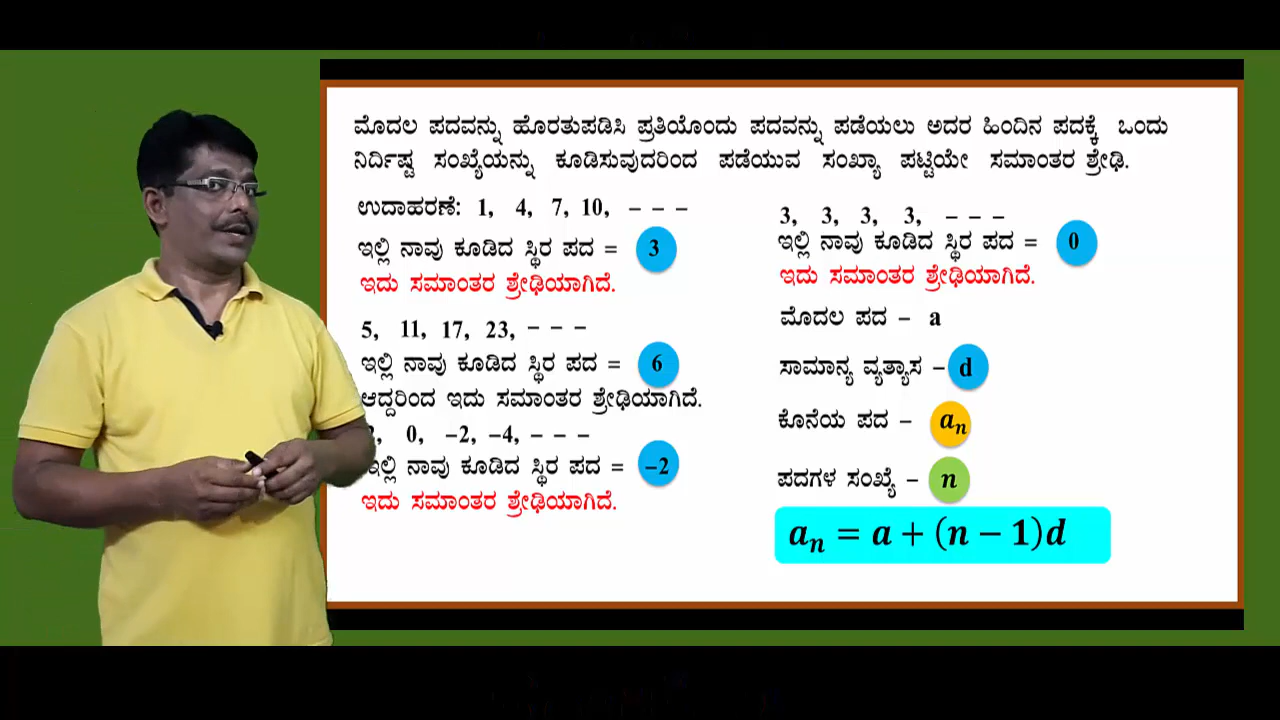 ಮೊದಲ ಪದವನ್ನು ಹೊರತುಪಡಿಸಿ ಪ್ರತಿಯೊಂದು ಪದವನ್ನು ಪಡೆಯಲು ಅದರ ಹಿಂದಿನ ಪದಕ್ಕೆ ಒಂದು
ನಿರ್ದಿಷ್ಟ ಸಂಖ್ಯೆಯನ್ನು ಕೂಡಿಸುವುದರಿಂದ ಪಡೆಯುವ ಸಂಖ್ಯಾ ಪಟ್ಟಿಯೇ ಸಮಾಂತರ ಶ್ರೇಢಿ.
ಉದಾಹರಣೆ: 1, 4, 7, 10, – – –
ಇಲ್ಲಿ ನಾವು ಕೂಡಿದ ಸ್ಥಿರ ಪದ = 3
ಇದು ಸಮಾಂತರ ಶ್ರೇಢಿಯಾಗಿದೆ.
5, 11, 17, 23, – – –
ಇಲ್ಲಿ ನಾವು ಕೂಡಿದ ಸ್ಥಿರ ಪದ = 6
ಆದ್ದರಿಂದ ಇದು ಸಮಾಂತರ ಶ್ರೇಢಿಯಾಗಿದೆ.
0, –2, –4, – – –
ಇಲ್ಲಿ ನಾವು ಕೂಡಿದ ಸ್ಥಿರ ಪದ = –2
ಇದು ಸಮಾಂತರ ಶ್ರೇಢಿಯಾಗಿದೆ.
3, 3, 3, 3, – – –
ಇಲ್ಲಿ ನಾವು ಕೂಡಿದ ಸ್ಥಿರ ಪದ = 0
ಇದು ಸಮಾಂತರ ಶ್ರೇಢಿಯಾಗಿದೆ.
ಮೊದಲ ಪದ – a
ಸಾಮಾನ್ಯ ವ್ಯತ್ಯಾಸ – d
ಕೊನೆಯ ಪದ – aₙ
ಪದಗಳ ಸಂಖ್ಯೆ – n
aₙ = a + (n – 1)d